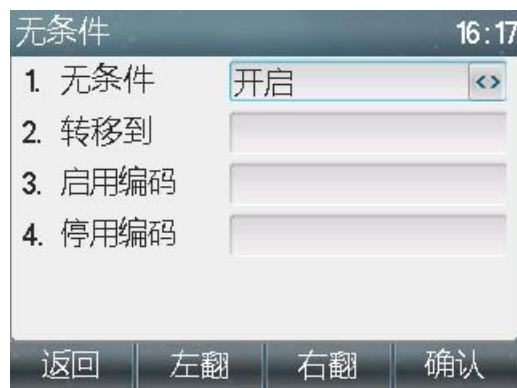 无条件 16:17
1. 无条件 开启
2. 转移到
3. 启用编码
4. 停用编码
返回 左翻 右翻 确认